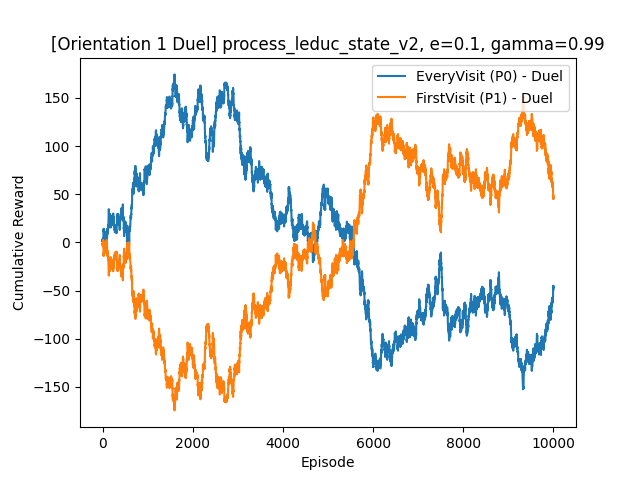 [Orientation 1 Duel] process_leduc_state_v2, e=0.1, gamma=0.99
EveryVisit (P0) - Duel
FirstVisit (P1) - Duel
Cumulative Reward
150
100
50
0
−50
−100
−150
0 2000 4000 6000 8000 10000
Episode